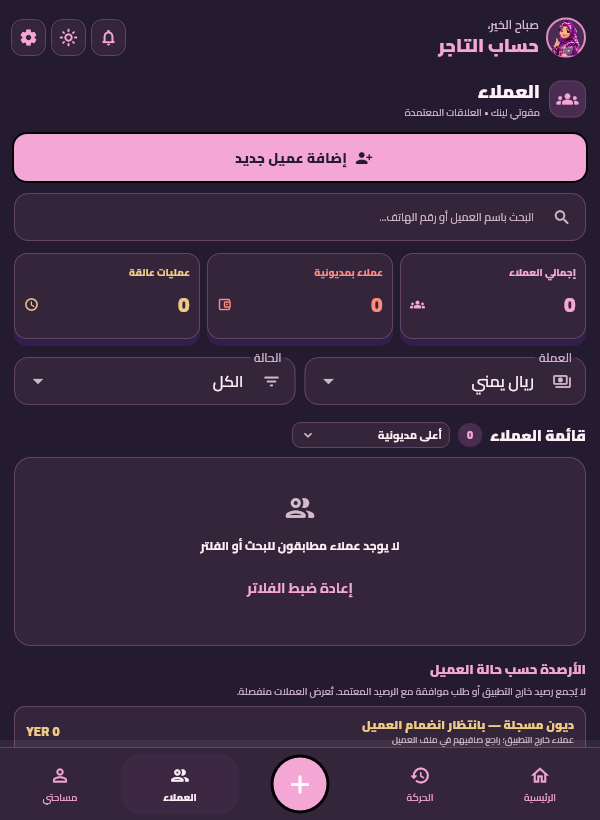 صباح الخير،
حساب التاجر
العملاء
مقوتي لينك • العلاقات المعتمدة
إضافة عميل جديد
البحث باسم العميل أو رقم الهاتف...
إجمالي العملاء
0
عملاء بمديونية
0
عمليات عالقة
0
العملة
ريال يمني
الحالة
الكل
قائمة العملاء
0
أعلى مديونية
لا يوجد عملاء مطابقون للبحث أو الفلتر
إعادة ضبط الفلاتر
الأرصدة حسب حالة العميل
لا يُجمع رصيد خارج التطبيق أو طلب موافقة مع الرصيد المعتمد. تُعرض العملات منفصلة.
ديون مسجلة — بانتظار انضمام العميل
YER 0
عملاء خارج التطبيق؛ راجع صافيهم في ملف العميل
الرئيسية
الحركة
العملاء
مساحتي